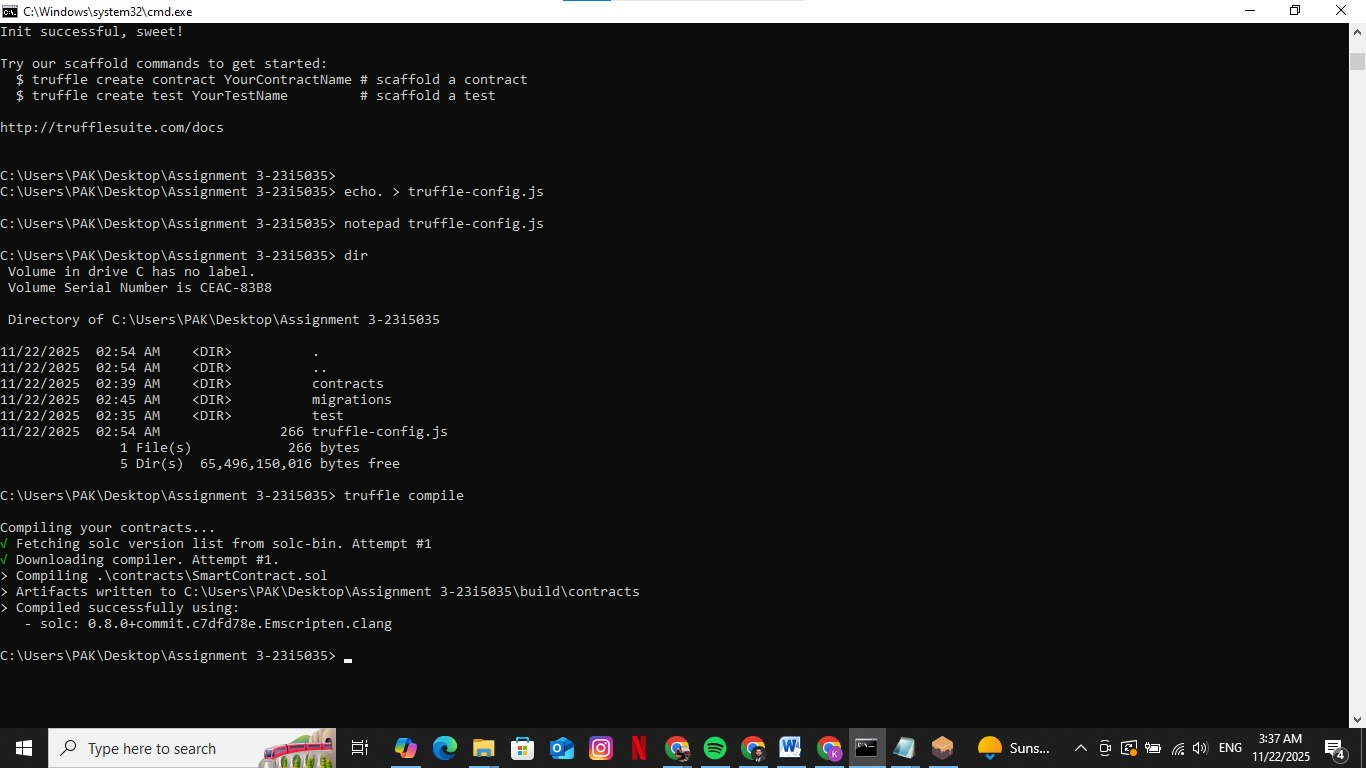 C:\Windows\system32\cmd.exe
Init successful, sweet!
Try our scaffold commands to get started:
$ truffle create contract YourContractName # scaffold a contract
$ truffle create test YourTestName         # scaffold a test
http://trufflesuite.com/docs
C:\Users\PAK\Desktop\Assignment 3-23i5035>
C:\Users\PAK\Desktop\Assignment 3-23i5035> echo. > truffle-config.js
C:\Users\PAK\Desktop\Assignment 3-23i5035> notepad truffle-config.js
C:\Users\PAK\Desktop\Assignment 3-23i5035> dir
Volume in drive C has no label.
Volume Serial Number is CEAC-83B8
Directory of C:\Users\PAK\Desktop\Assignment 3-23i5035
11/22/2025  02:54 AM    <DIR>          .
11/22/2025  02:54 AM    <DIR>          ..
11/22/2025  02:39 AM    <DIR>          contracts
11/22/2025  02:45 AM    <DIR>          migrations
11/22/2025  02:35 AM    <DIR>          test
11/22/2025  02:54 AM               266 truffle-config.js
1 File(s)            266 bytes
5 Dir(s)  65,496,150,016 bytes free
C:\Users\PAK\Desktop\Assignment 3-23i5035> truffle compile
Compiling your contracts...
√ Fetching solc version list from solc-bin. Attempt #1
√ Downloading compiler. Attempt #1.
> Compiling .\contracts\SmartContract.sol
> Artifacts written to C:\Users\PAK\Desktop\Assignment 3-23i5035\build\contracts
> Compiled successfully using:
- solc: 0.8.0+commit.c7dfd78e.Emscripten.clang
C:\Users\PAK\Desktop\Assignment 3-23i5035>
Type here to search
Suns...
ENG
3:37 AM
11/22/2025
4